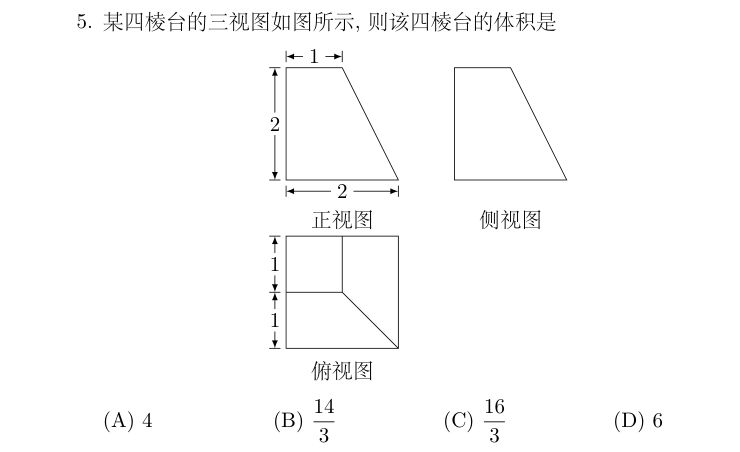 5. 某四棱台的三视图如图所示, 则该四棱台的体积是
1
2
2
正视图
侧视图
1
1
俯视图
(A) 4
(B) 14/3
(C) 16/3
(D) 6